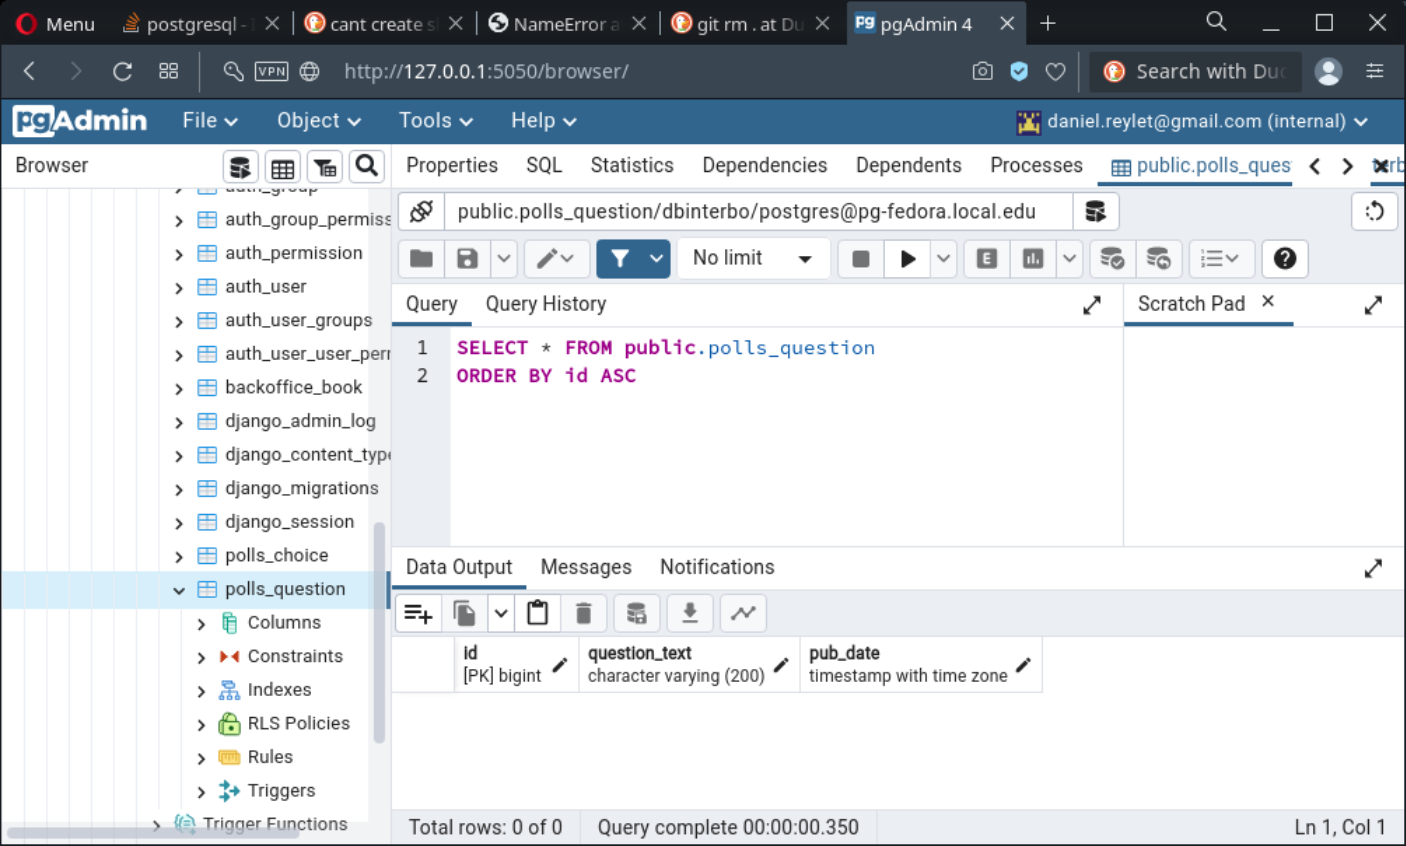 Menu
postgresql -
cant create s
NameError a
git rm . at Du
pgAdmin 4
VPN
http://127.0.0.1:5050/browser/
Search with Duc
pgAdmin
File
Object
Tools
Help
daniel.reylet@gmail.com (internal)
Browser
Properties
SQL
Statistics
Dependencies
Dependents
Processes
public.polls_ques
auth_group
auth_group_permiss
auth_permission
auth_user
auth_user_groups
auth_user_user_perr
backoffice_book
django_admin_log
django_content_type
django_migrations
django_session
polls_choice
polls_question
Columns
Constraints
Indexes
RLS Policies
Rules
Triggers
Trigger Functions
public.polls_question/dbinterbo/postgres@pg-fedora.local.edu
No limit
E
Query
Query History
Scratch Pad
1 SELECT * FROM public.polls_question
2 ORDER BY id ASC
Data Output
Messages
Notifications
id
[PK] bigint
question_text
character varying (200)
pub_date
timestamp with time zone
Total rows: 0 of 0
Query complete 00:00:00.350
Ln 1, Col 1